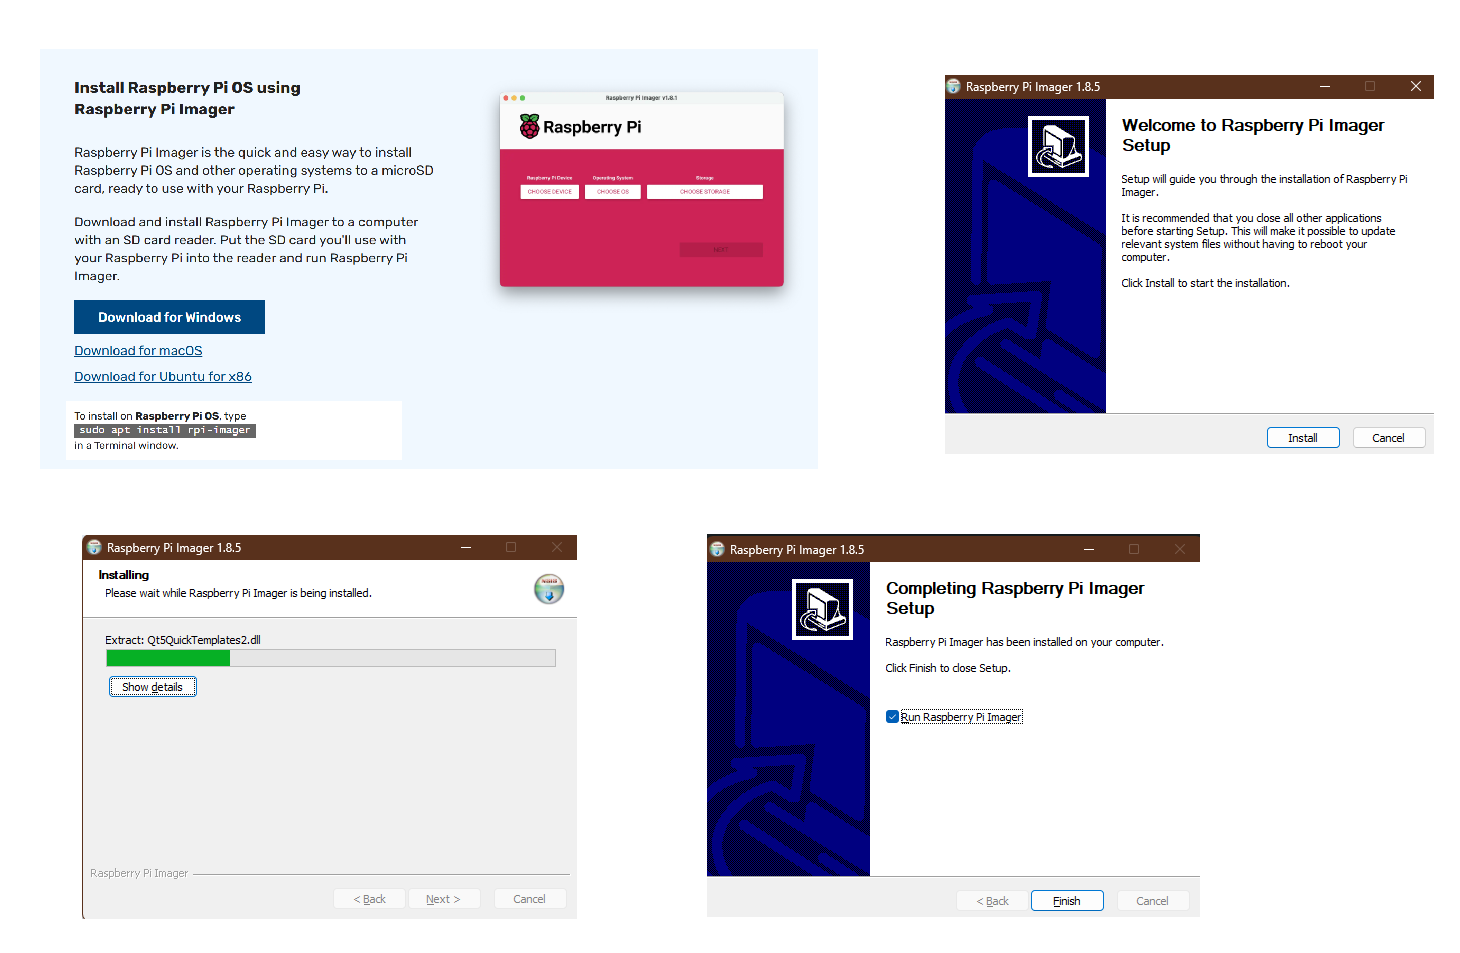 Install Raspberry Pi OS using
Raspberry Pi Imager
Raspberry Pi Imager is the quick and easy way to install
Raspberry Pi OS and other operating systems to a microSD
card, ready to use with your Raspberry Pi.
Download and install Raspberry Pi Imager to a computer
with an SD card reader. Put the SD card you'll use with
your Raspberry Pi into the reader and run Raspberry Pi
Imager.
Download for Windows
Download for macOS
Download for Ubuntu for x86
To install on Raspberry Pi OS, type
sudo apt install rpi-imager
in a Terminal window.
Raspberry Pi Imager v1.8.1
Raspberry Pi
Raspberry Pi Device Operating System Storage
CHOOSE DEVICE CHOOSE OS CHOOSE STORAGE
NEXT
Raspberry Pi Imager 1.8.5
Welcome to Raspberry Pi Imager
Setup
Setup will guide you through the installation of Raspberry Pi
Imager.
It is recommended that you close all other applications
before starting Setup. This will make it possible to update
relevant system files without having to reboot your
computer.
Click Install to start the installation.
Install Cancel
Raspberry Pi Imager 1.8.5
Installing
Please wait while Raspberry Pi Imager is being installed.
Extract: Qt5QuickTemplates2.dll
Show details
Raspberry Pi Imager
< Back Next > Cancel
Raspberry Pi Imager 1.8.5
Completing Raspberry Pi Imager
Setup
Raspberry Pi Imager has been installed on your computer.
Click Finish to close Setup.
Run Raspberry Pi Imager
< Back Finish Cancel